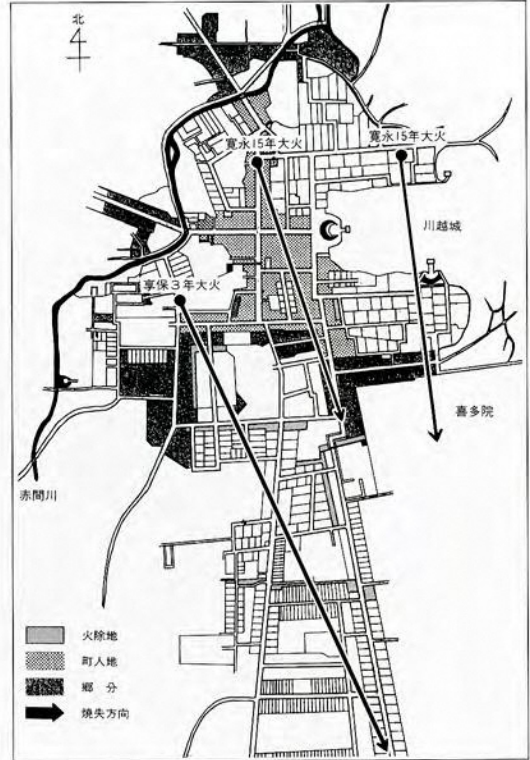 北
寛永15年大火
寛永15年大火
川越城
享保3年大火
喜多院
赤間川
火除地
町人地
郷分
焼失方向